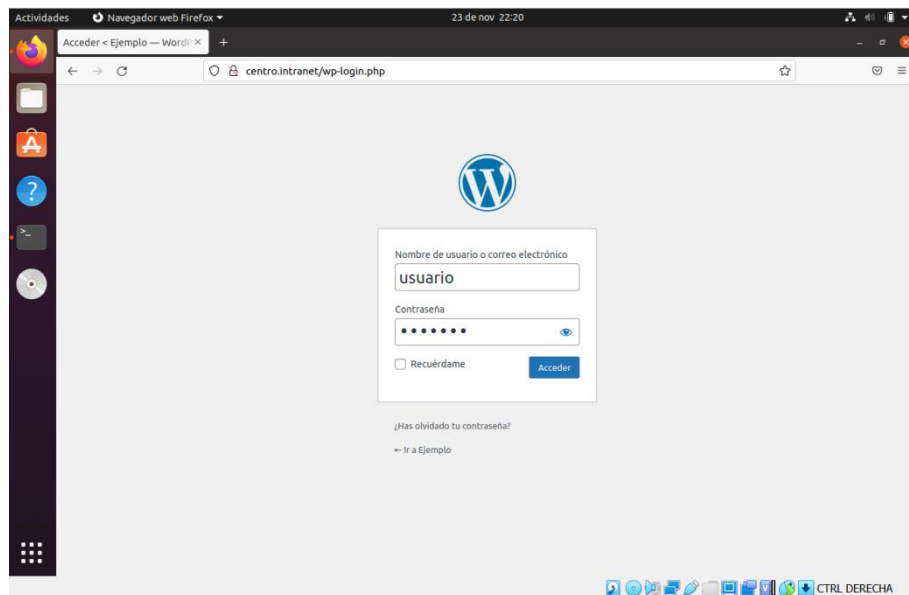 Actividades Navegador web Firefox 23 de nov 22:20
Acceder < Ejemplo — WordP
centro.intranet/wp-login.php
Nombre de usuario o correo electrónico
usuario
Contraseña
Recuérdame Acceder
¿Has olvidado tu contraseña?
← Ir a Ejemplo
CTRL DERECHA